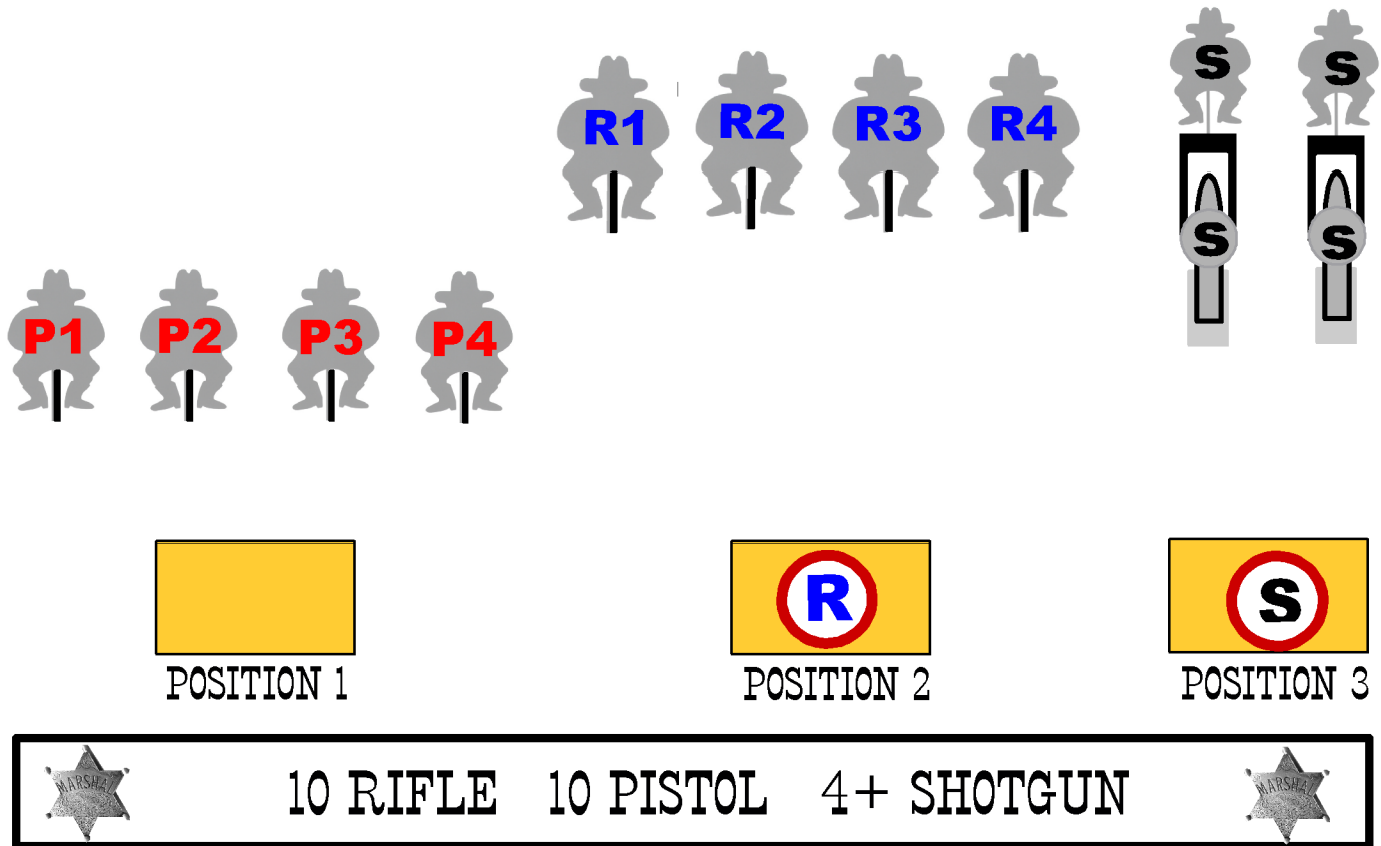 R1 R2 R3 R4 S S
S S
P1 P2 P3 P4
R S
POSITION 1 POSITION 2 POSITION 3
MARSHAL 10 RIFLE 10 PISTOL 4+ SHOTGUN MARSHAL